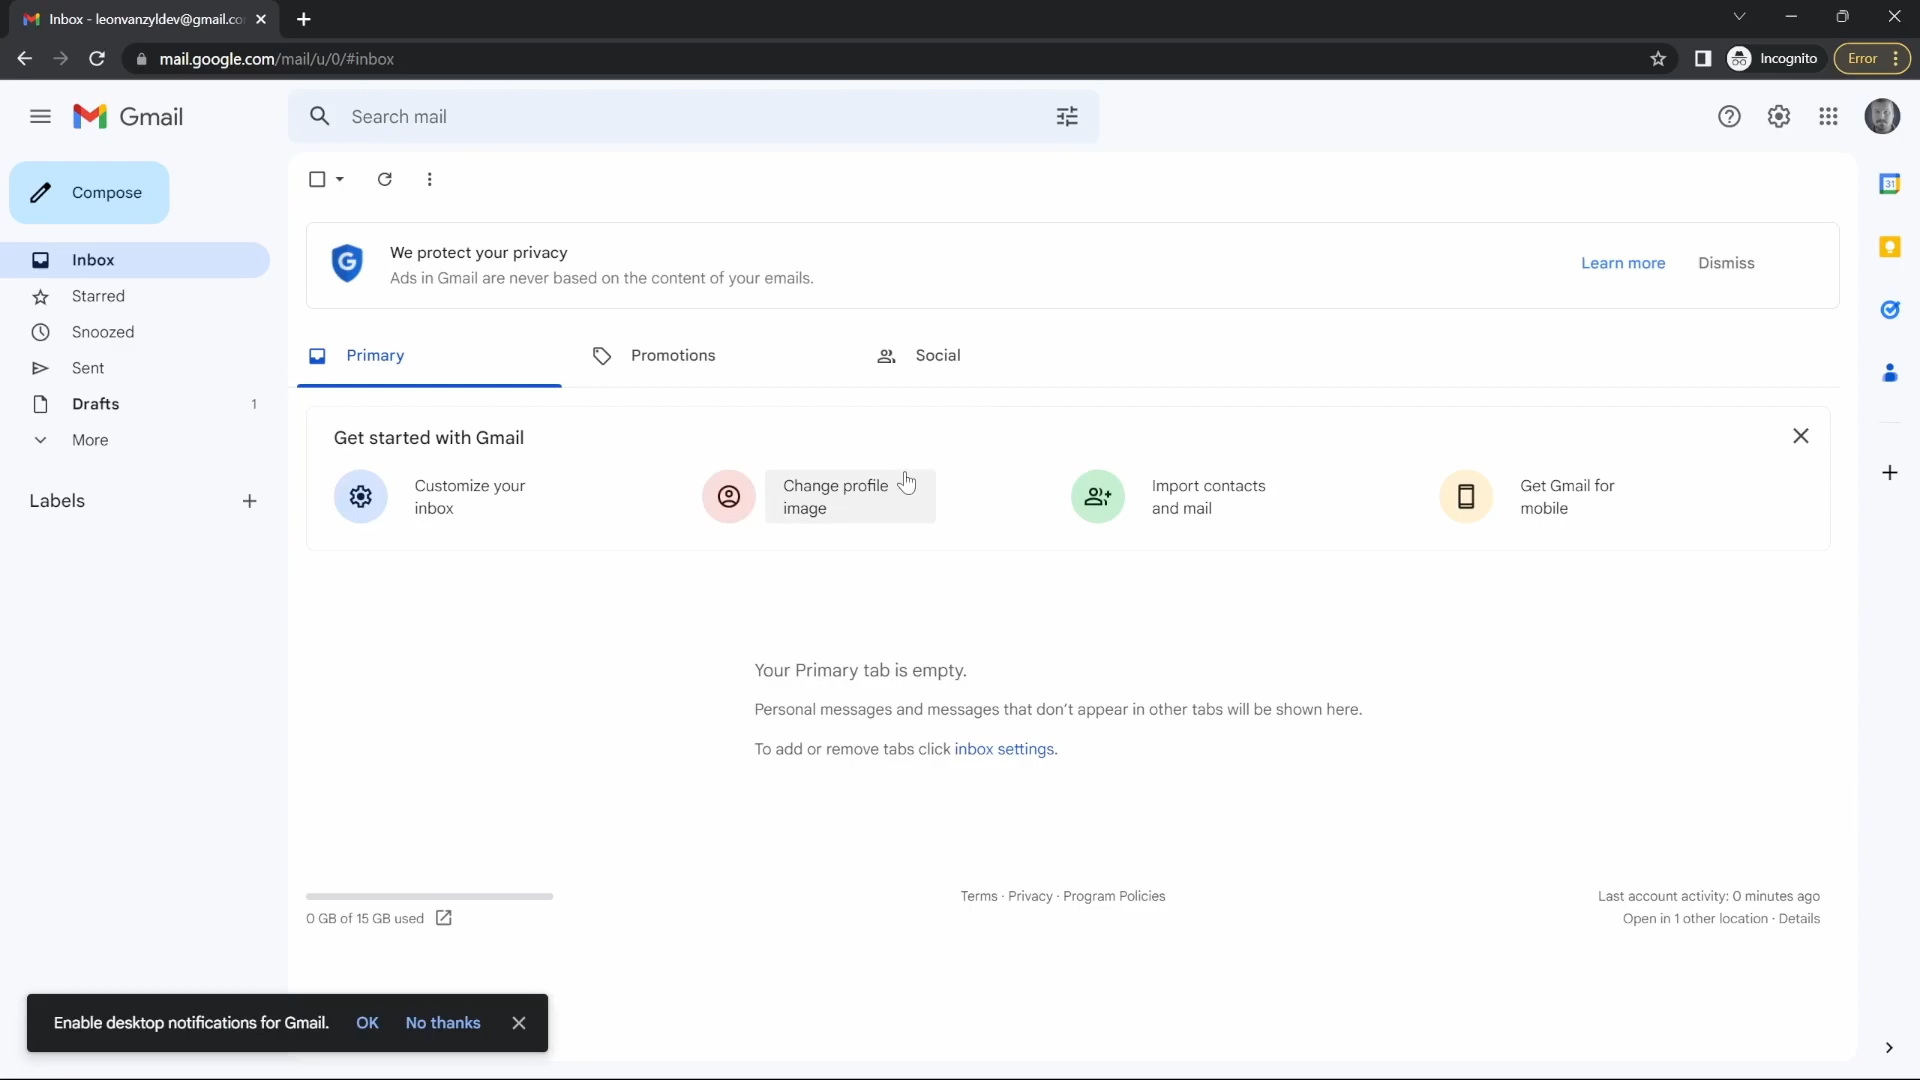 Inbox - leonvanzyldev@gmail.co
mail.google.com/mail/u/0/#inbox
Incognito
Error
Gmail
Search mail
Compose
We protect your privacy
Ads in Gmail are never based on the content of your emails.
Learn more
Dismiss
Inbox
Starred
Snoozed
Sent
Drafts 1
More
Labels
Primary
Promotions
Social
Get started with Gmail
Customize your
inbox
Change profile
image
Import contacts
and mail
Get Gmail for
mobile
Your Primary tab is empty.
Personal messages and messages that don't appear in other tabs will be shown here.
To add or remove tabs click inbox settings.
0 GB of 15 GB used
Terms · Privacy · Program Policies
Last account activity: 0 minutes ago
Open in 1 other location · Details
Enable desktop notifications for Gmail. OK No thanks
31